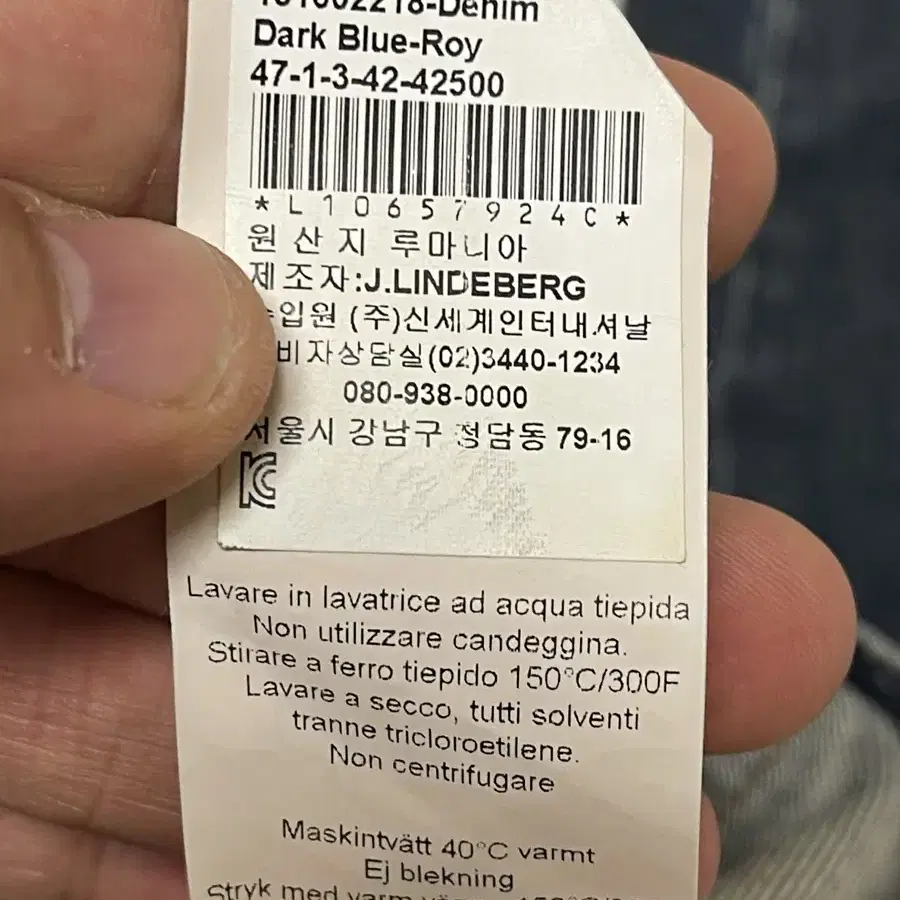 Dark Blue-Roy
47-1-3-42-42500
*L10657924C*
원산지 루마니아
제조자:J.LINDEBERG
입원 (주)신세계인터내셔날
비자상담실(02)3440-1234
080-938-0000
서울시 강남구 청담동 79-16
Lavare in lavatrice ad acqua tiepida
Non utilizzare candeggina.
Stirare a ferro tiepido 150°C/300F
Lavare a secco, tutti solventi
tranne tricloroetilene.
Non centrifugare
Maskintvätt 40°C varmt
Ej blekning
Stryk med